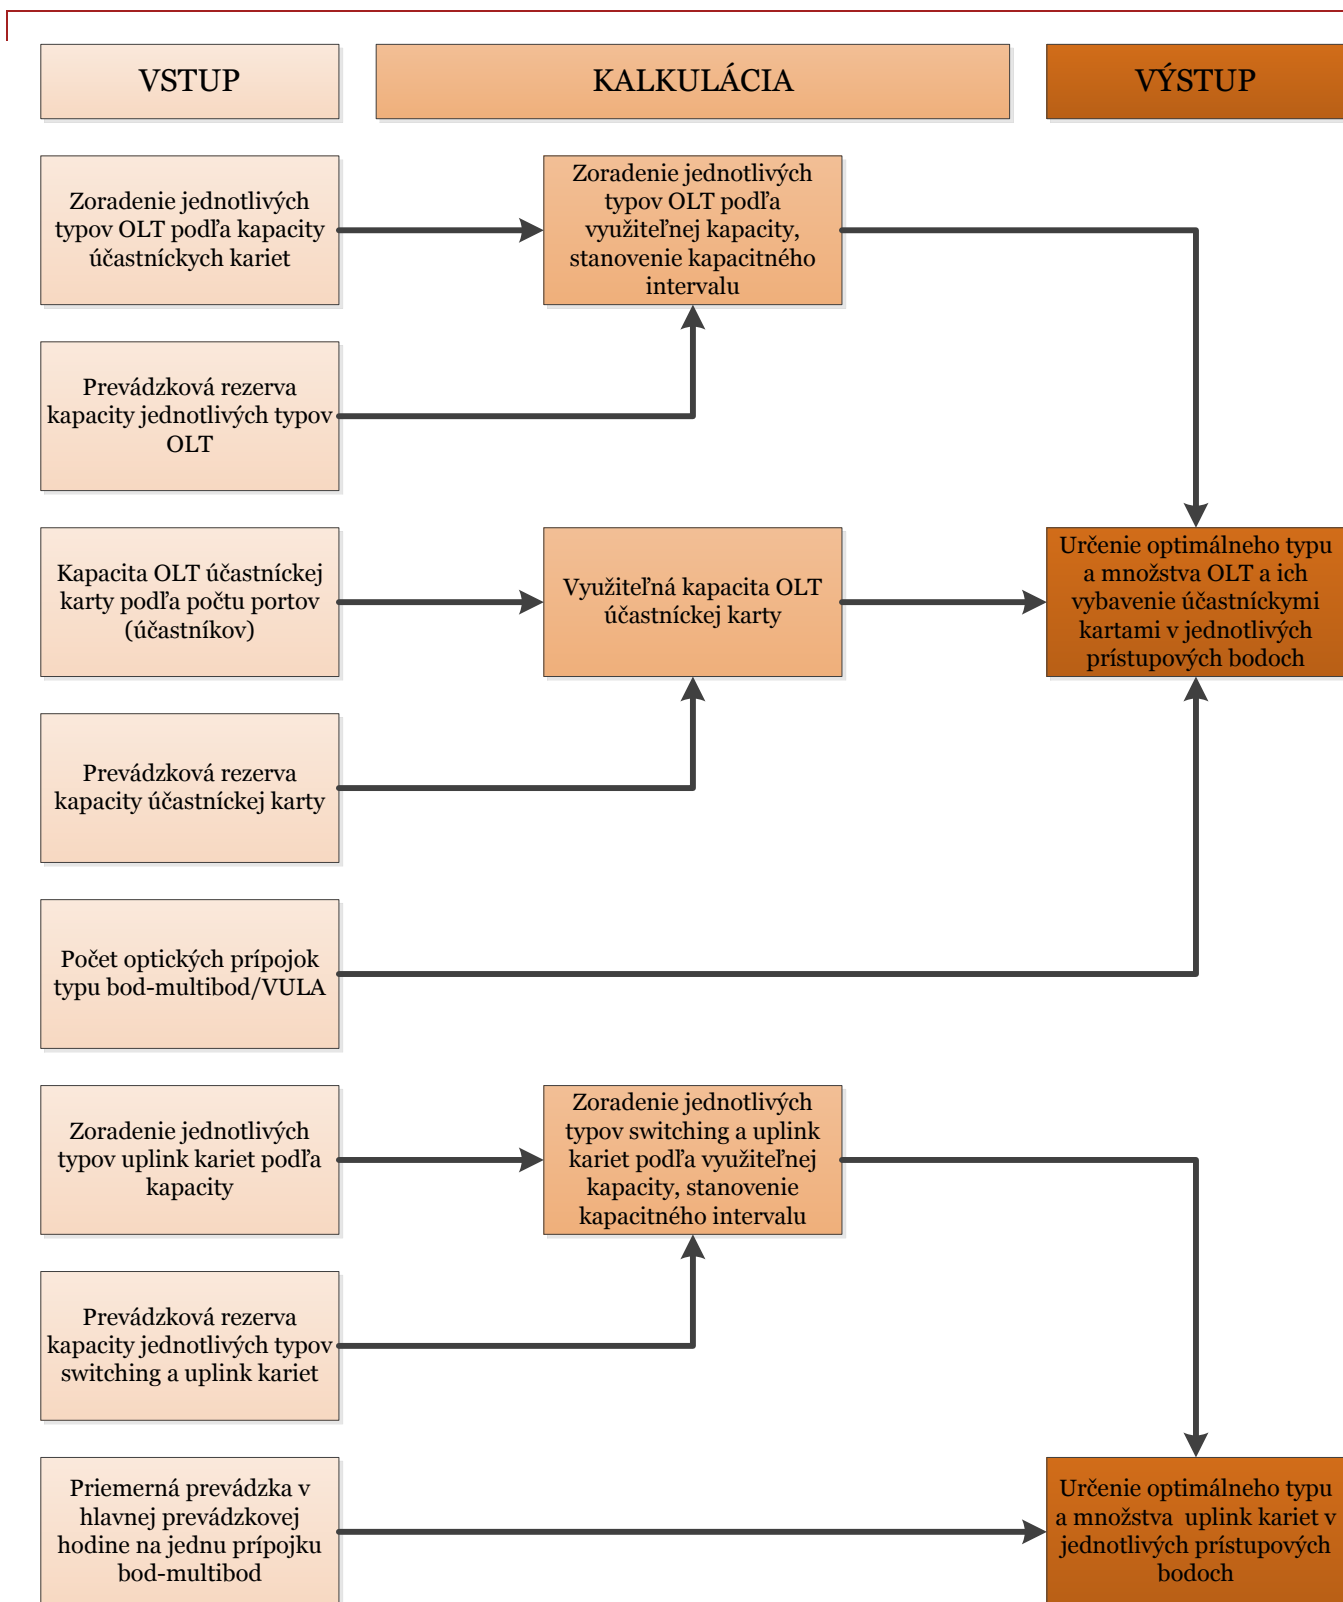 VSTUP
KALKULÁCIA
VÝSTUP
Zoradenie jednotlivých
typov OLT podľa kapacity
účastníckych kariet
Zoradenie jednotlivých
typov OLT podľa
využiteľnej kapacity,
stanovenie kapacitného
intervalu
Prevádzková rezerva
kapacity jednotlivých typov
OLT
Kapacita OLT účastníckej
karty podľa počtu portov
(účastníkov)
Využiteľná kapacita OLT
účastníckej karty
Určenie optimálneho typu
a množstva OLT a ich
vybavenie účastníckymi
kartami v jednotlivých
prístupových bodoch
Prevádzková rezerva
kapacity účastníckej karty
Počet optických prípojok
typu bod-multibod/VULA
Zoradenie jednotlivých
typov uplink kariet podľa
kapacity
Zoradenie jednotlivých
typov switching a uplink
kariet podľa využiteľnej
kapacity, stanovenie
kapacitného intervalu
Prevádzková rezerva
kapacity jednotlivých typov
switching a uplink kariet
Priemerná prevádzka v
hlavnej prevádzkovej
hodine na jednu prípojku
bod-multibod
Určenie optimálneho typu
a množstva  uplink kariet v
jednotlivých prístupových
bodoch